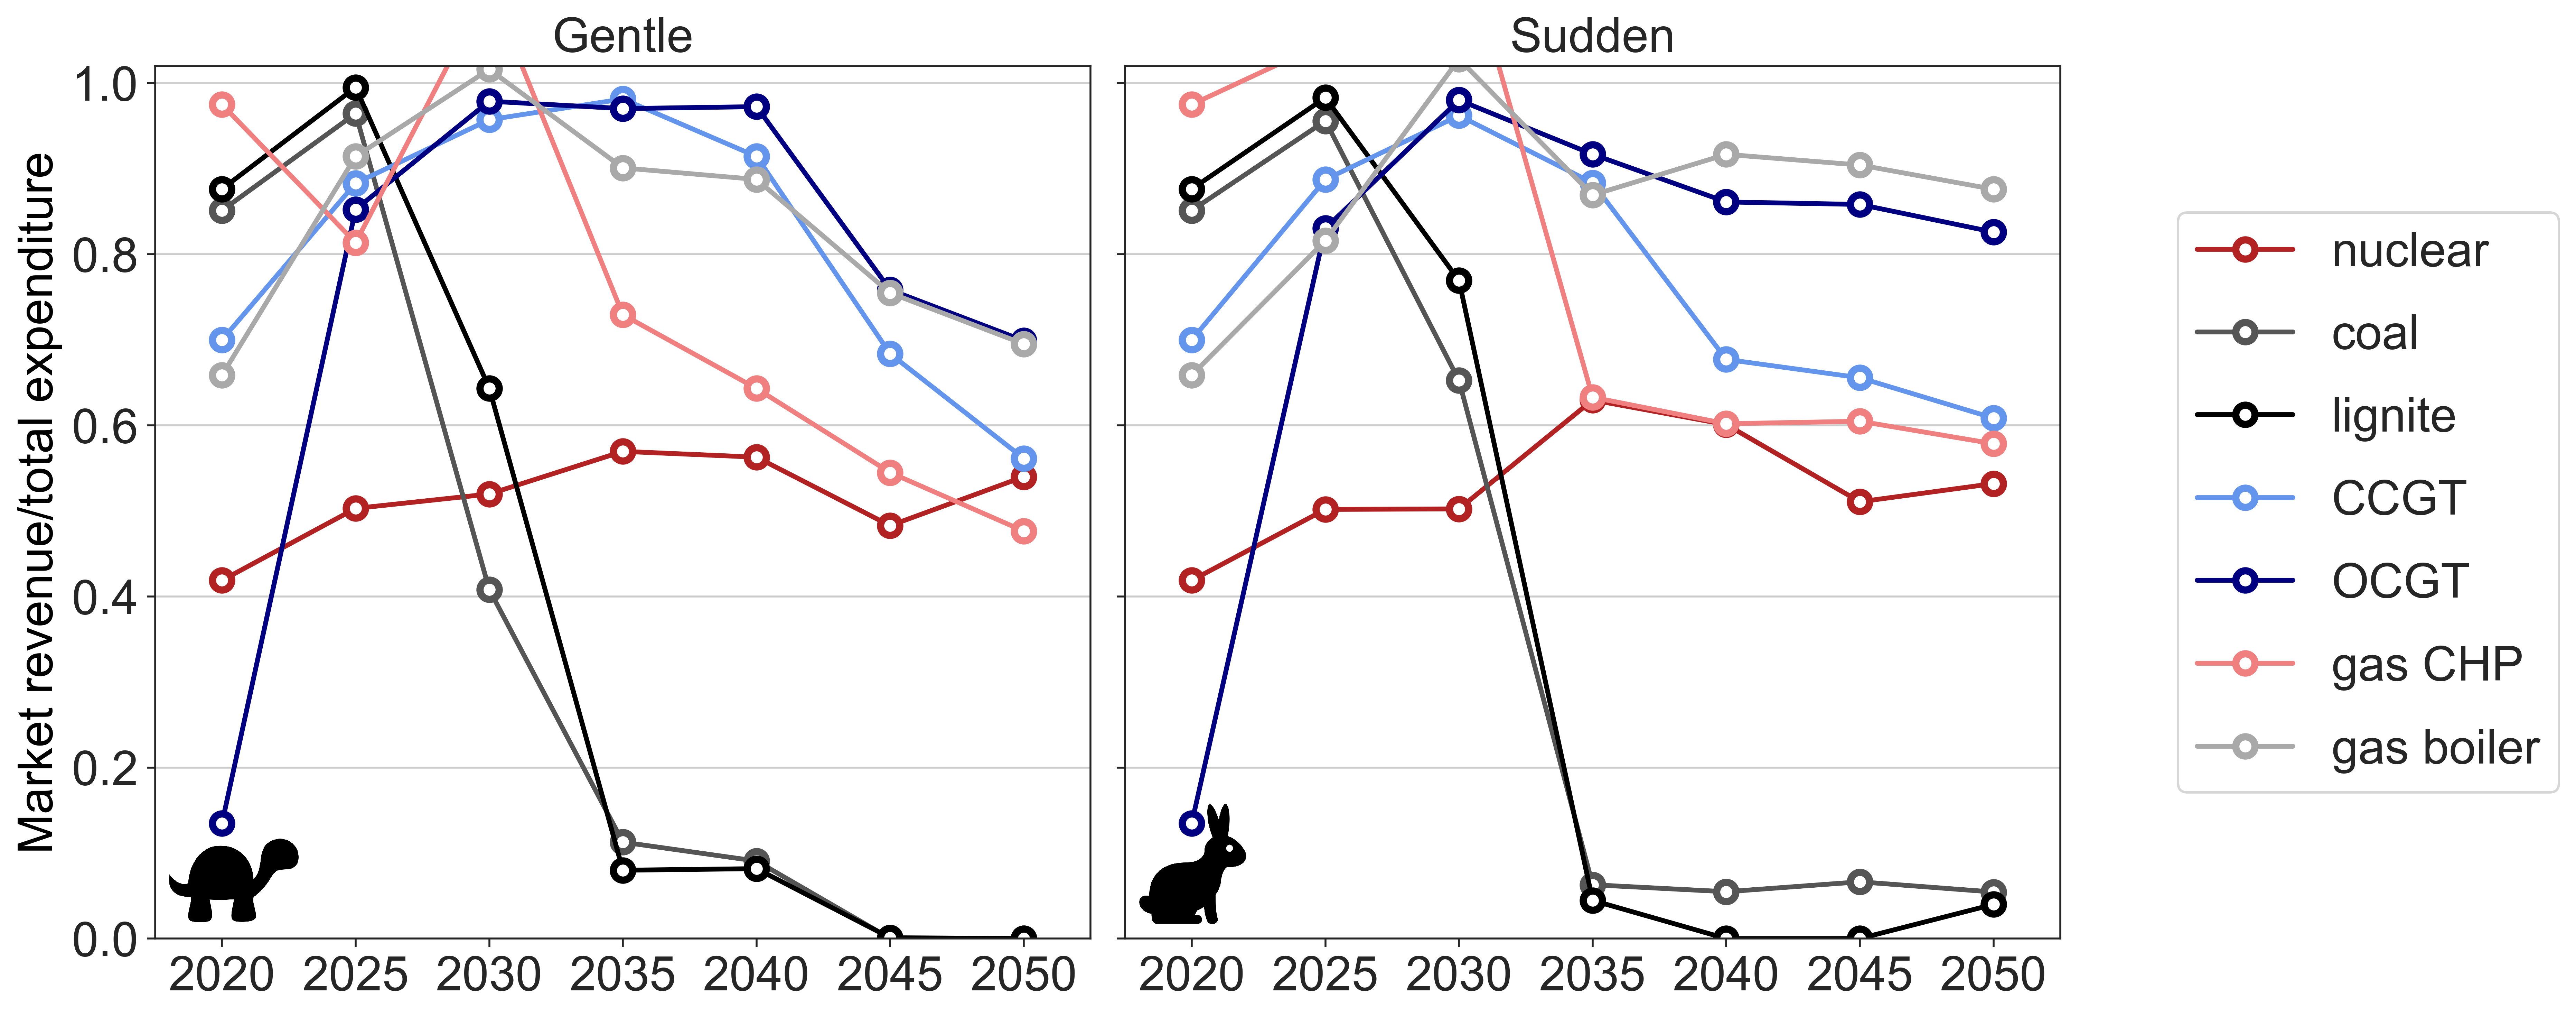 Gentle
Sudden
Market revenue/total expenditure
1.0
0.8
0.6
0.4
0.2
0.0
2020 2025 2030 2035 2040 2045 2050
2020 2025 2030 2035 2040 2045 2050
nuclear
coal
lignite
CCGT
OCGT
gas CHP
gas boiler